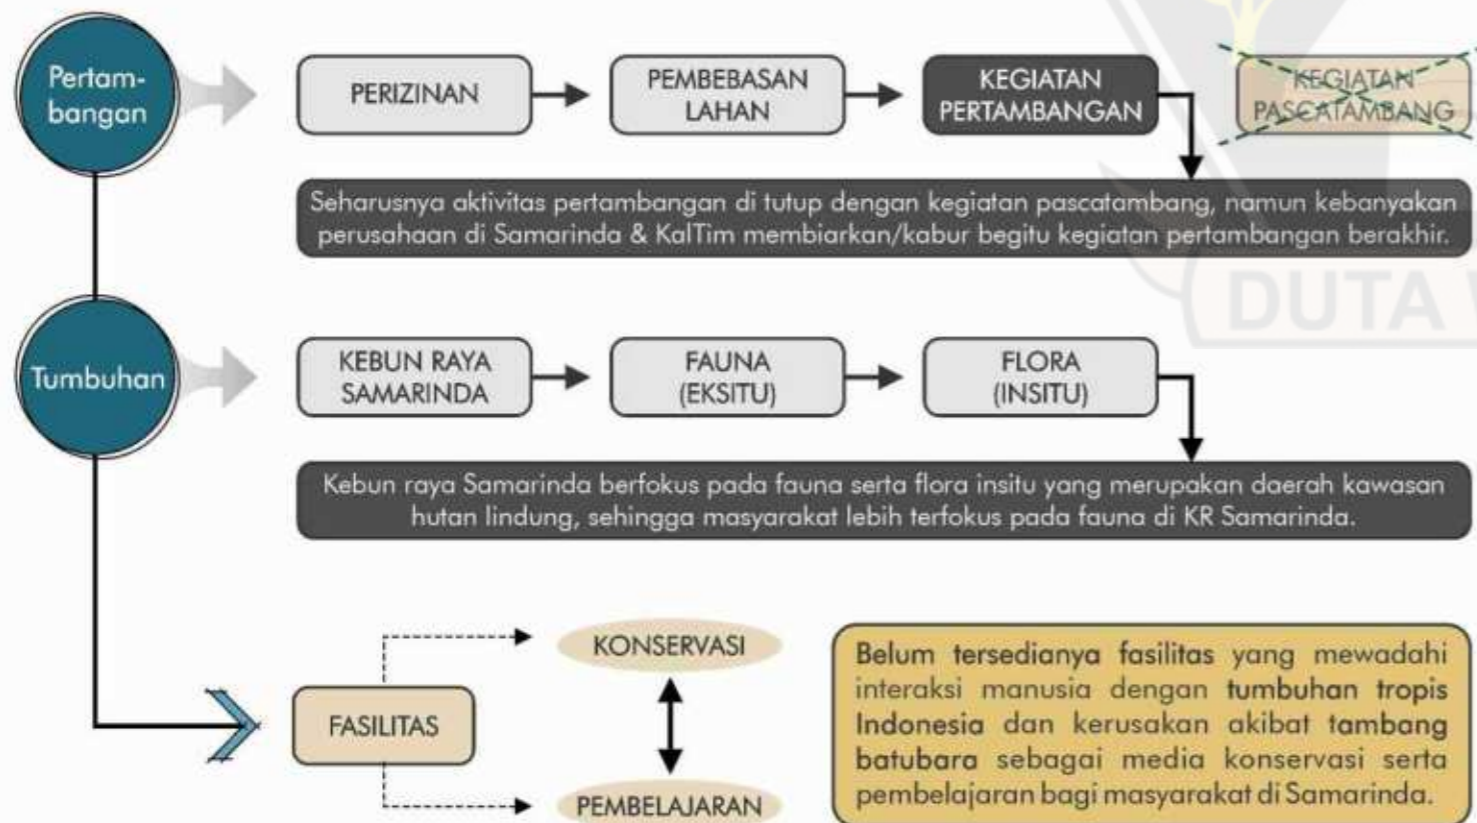 Pertam-
bangan
PERIZINAN
PEMBEBASAN
LAHAN
KEGIATAN
PERTAMBANGAN
KEGIATAN
PASCATAMBANG
Seharusnya aktivitas pertambangan di tutup dengan kegiatan pascatambang, namun kebanyakan
perusahaan di Samarinda & KalTim membiarkan/kabur begitu kegiatan pertambangan berakhir.
DUTA W
Tumbuhan
KEBUN RAYA
SAMARINDA
FAUNA
(EKSITU)
FLORA
(INSITU)
Kebun raya Samarinda berfokus pada fauna serta flora insitu yang merupakan daerah kawasan
hutan lindung, sehingga masyarakat lebih terfokus pada fauna di KR Samarinda.
FASILITAS
KONSERVASI
PEMBELAJARAN
Belum tersedianya fasilitas yang mewadahi
interaksi manusia dengan tumbuhan tropis
Indonesia dan kerusakan akibat tambang
batubara sebagai media konservasi serta
pembelajaran bagi masyarakat di Samarinda.